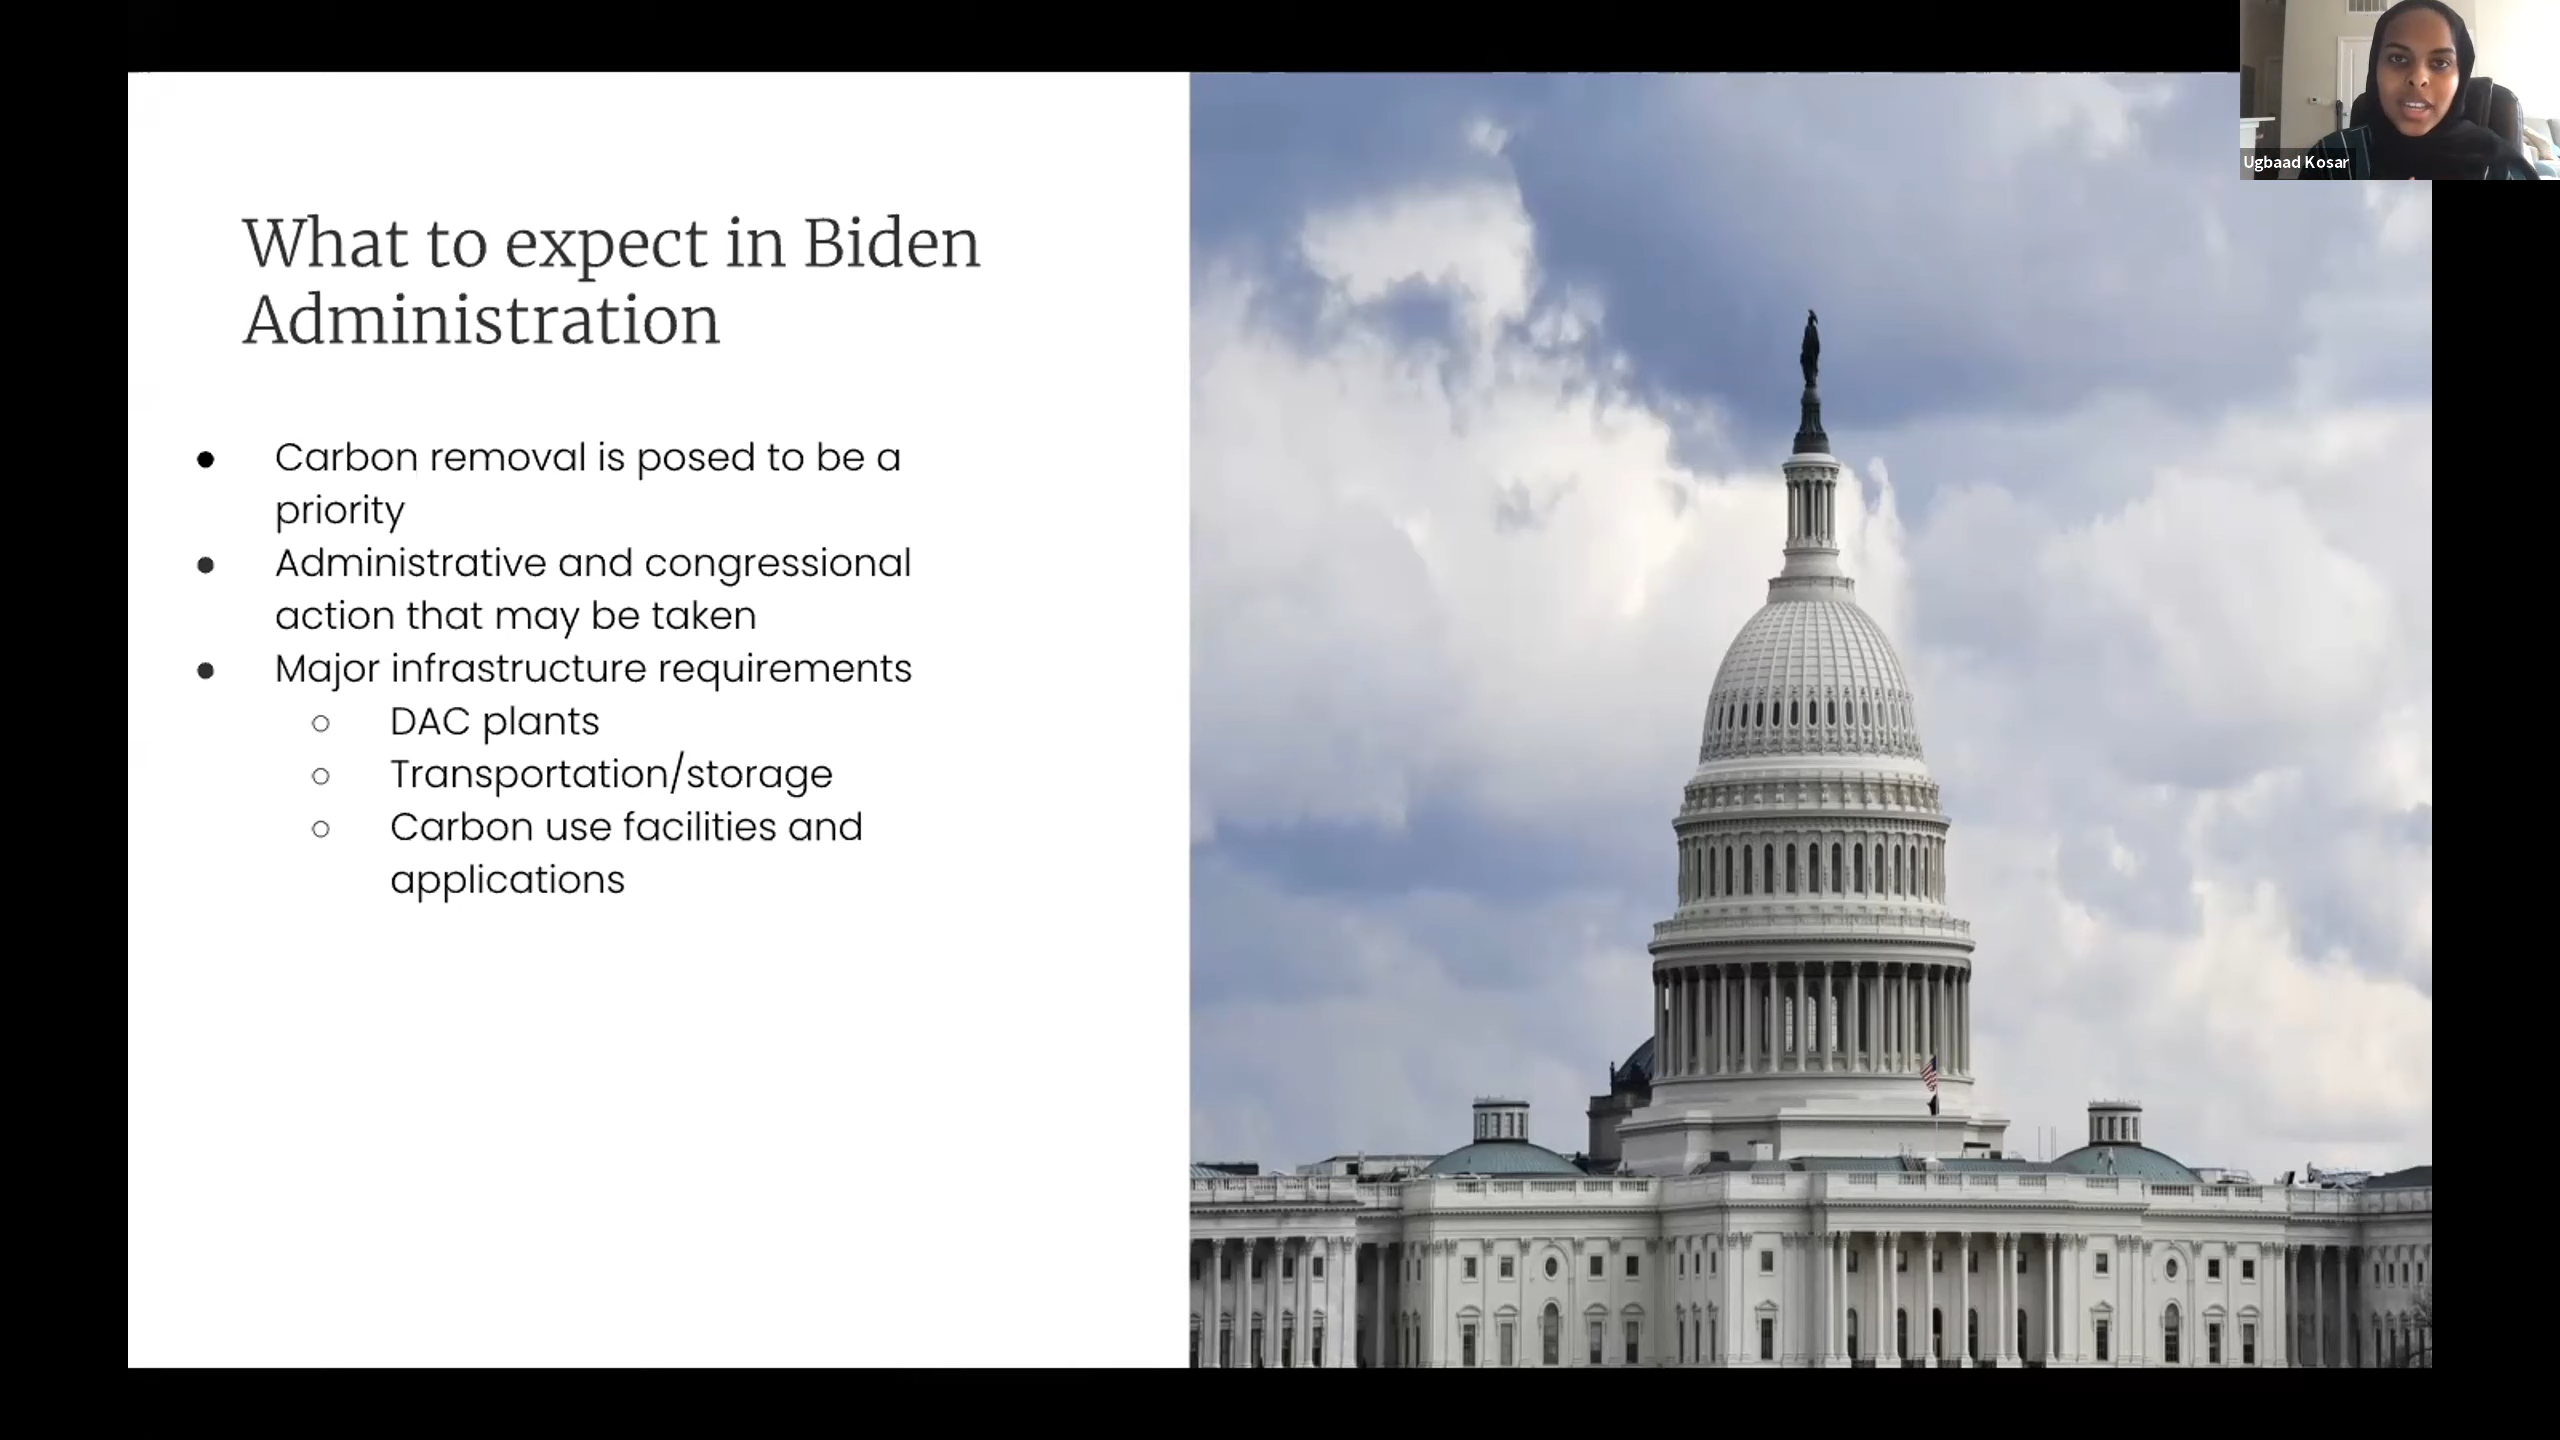 What to expect in Biden
Administration
● Carbon removal is posed to be a
priority
● Administrative and congressional
action that may be taken
● Major infrastructure requirements
○ DAC plants
○ Transportation/storage
○ Carbon use facilities and
applications
Ugbaad Kosar